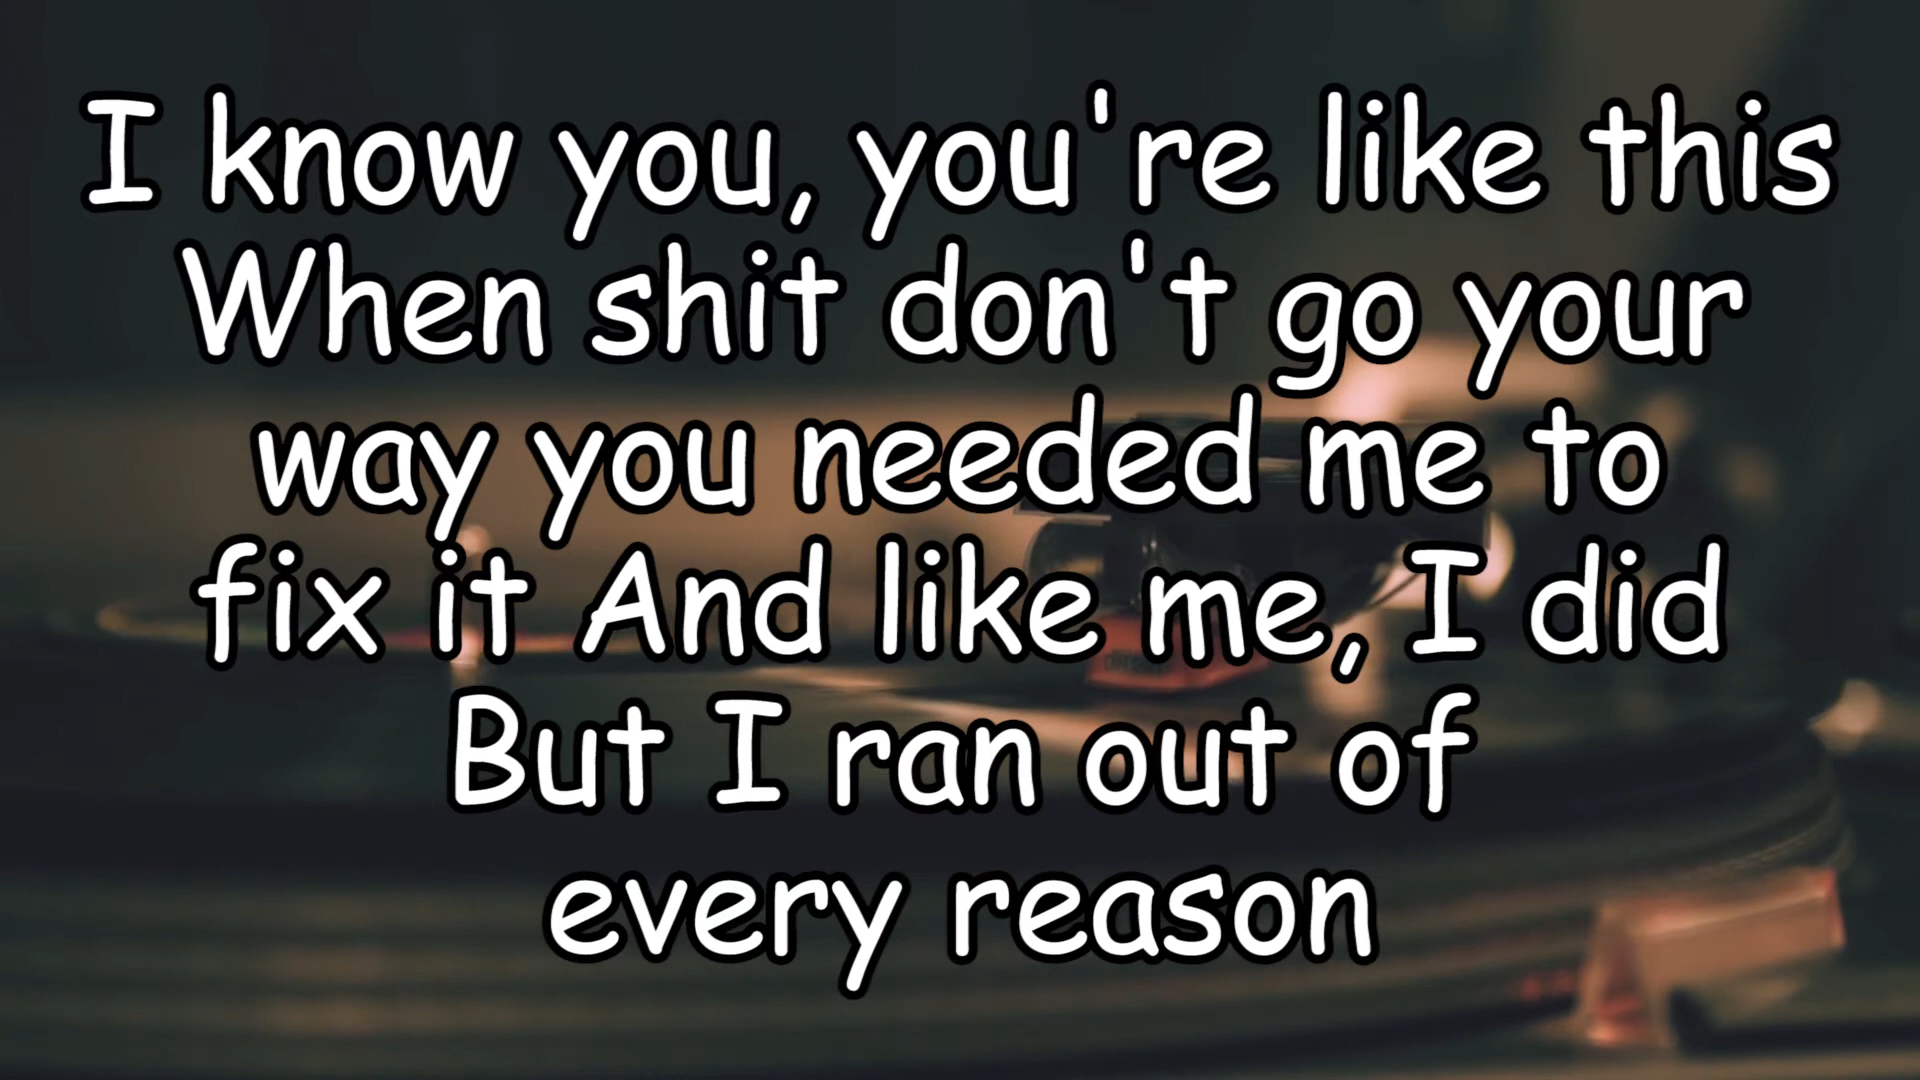 I know you, you're like this
When shit don't go your
way you needed me to
fix it And like me, I did
But I ran out of
every reason